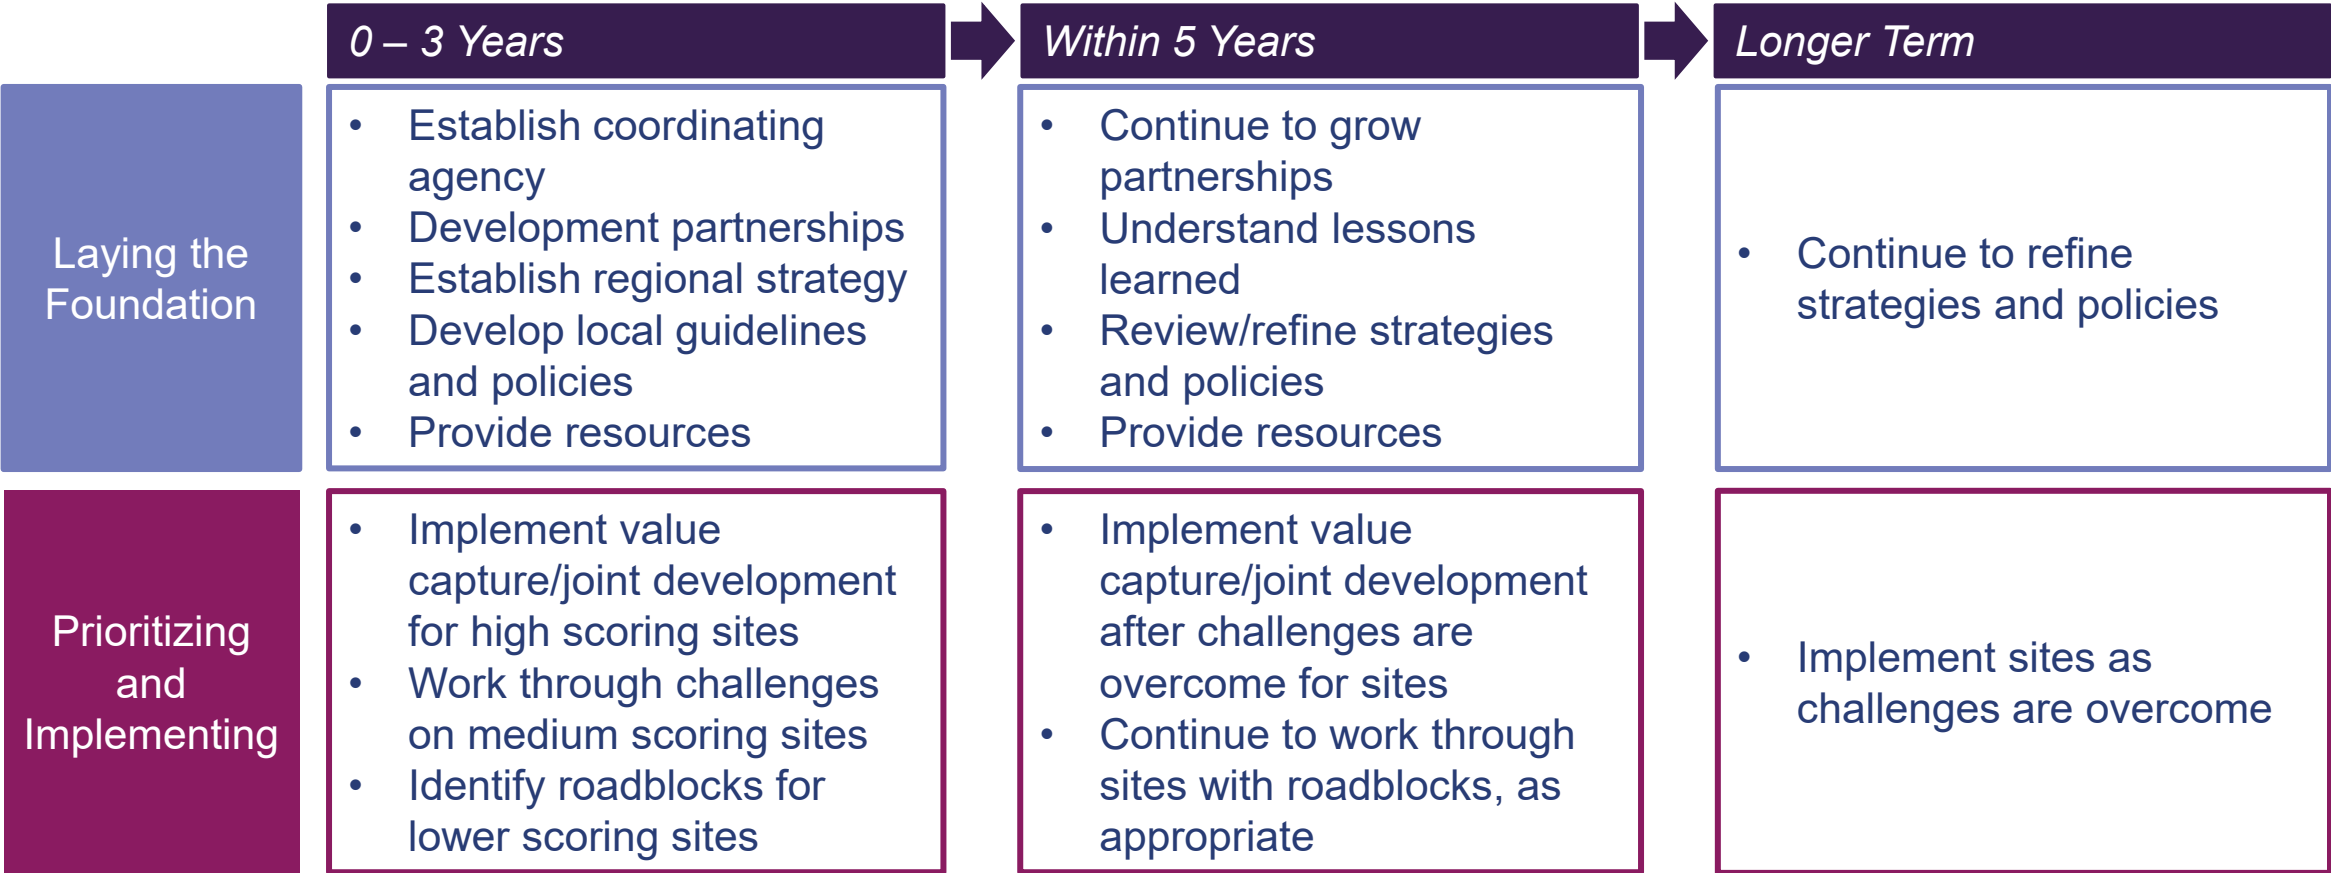 0 – 3 Years
Within 5 Years
Longer Term
Laying the
Foundation
• Establish coordinating
agency
• Development partnerships
• Establish regional strategy
• Develop local guidelines
and policies
• Provide resources
• Continue to grow
partnerships
• Understand lessons
learned
• Review/refine strategies
and policies
• Provide resources
• Continue to refine
strategies and policies
Prioritizing
and
Implementing
• Implement value
capture/joint development
for high scoring sites
• Work through challenges
on medium scoring sites
• Identify roadblocks for
lower scoring sites
• Implement value
capture/joint development
after challenges are
overcome for sites
• Continue to work through
sites with roadblocks, as
appropriate
• Implement sites as
challenges are overcome